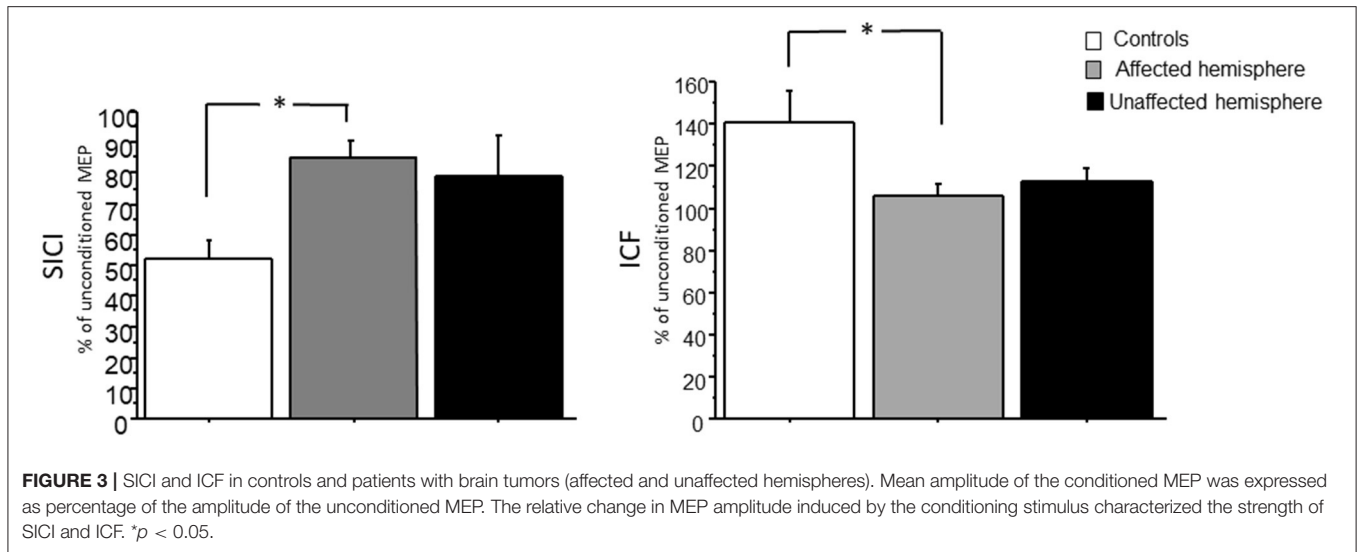 *
100
90
80
70
60
50
40
30
20
10
0
SICI
% of unconditioned MEP
*
160
140
120
100
80
60
40
20
0
ICF
% of unconditioned MEP
Controls
Affected hemisphere
Unaffected hemisphere
FIGURE 3 | SICI and ICF in controls and patients with brain tumors (affected and unaffected hemispheres). Mean amplitude of the conditioned MEP was expressed
as percentage of the amplitude of the unconditioned MEP. The relative change in MEP amplitude induced by the conditioning stimulus characterized the strength of
SICI and ICF. *p < 0.05.